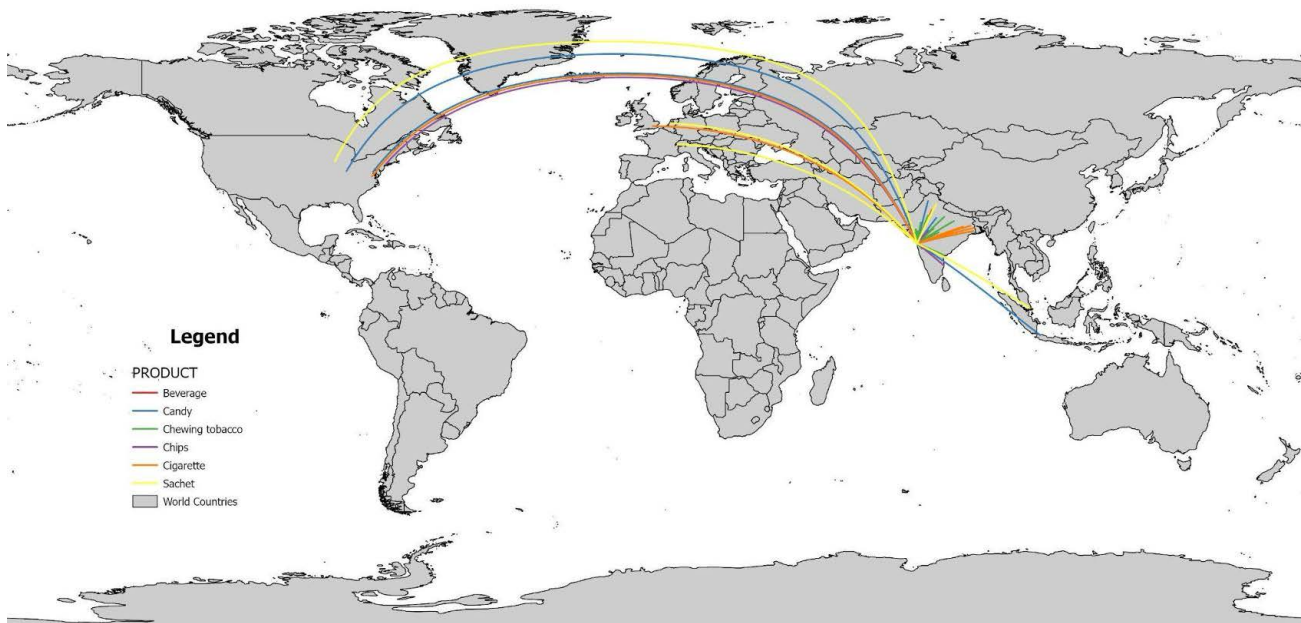 Legend
PRODUCT
Beverage
Candy
Chewing tobacco
Chips
Cigarette
Sachet
World Countries